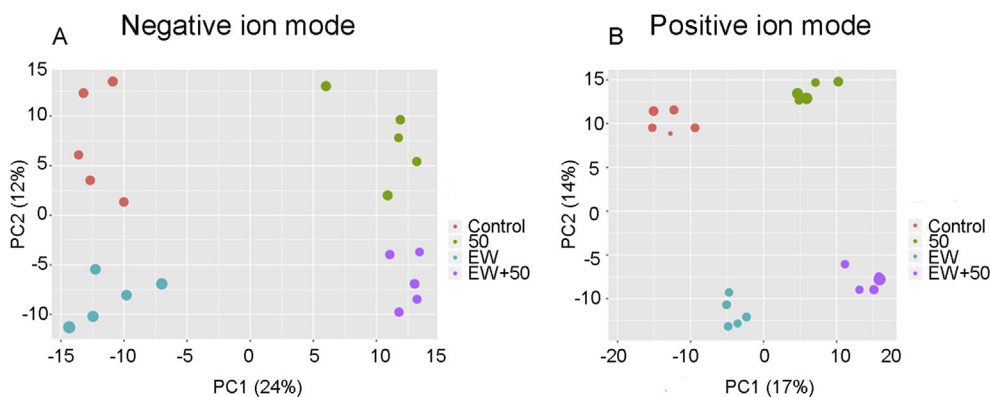 Negative ion mode
Positive ion mode
A
B
15
10
5
0
-5
-10
PC2 (12%)
-15
-10
-5
0
5
10
15
PC1 (24%)
Control
50
EW
EW+50
15
10
5
0
-5
-10
PC2 (14%)
-20
-10
0
10
20
PC1 (17%)
Control
50
EW
EW+50